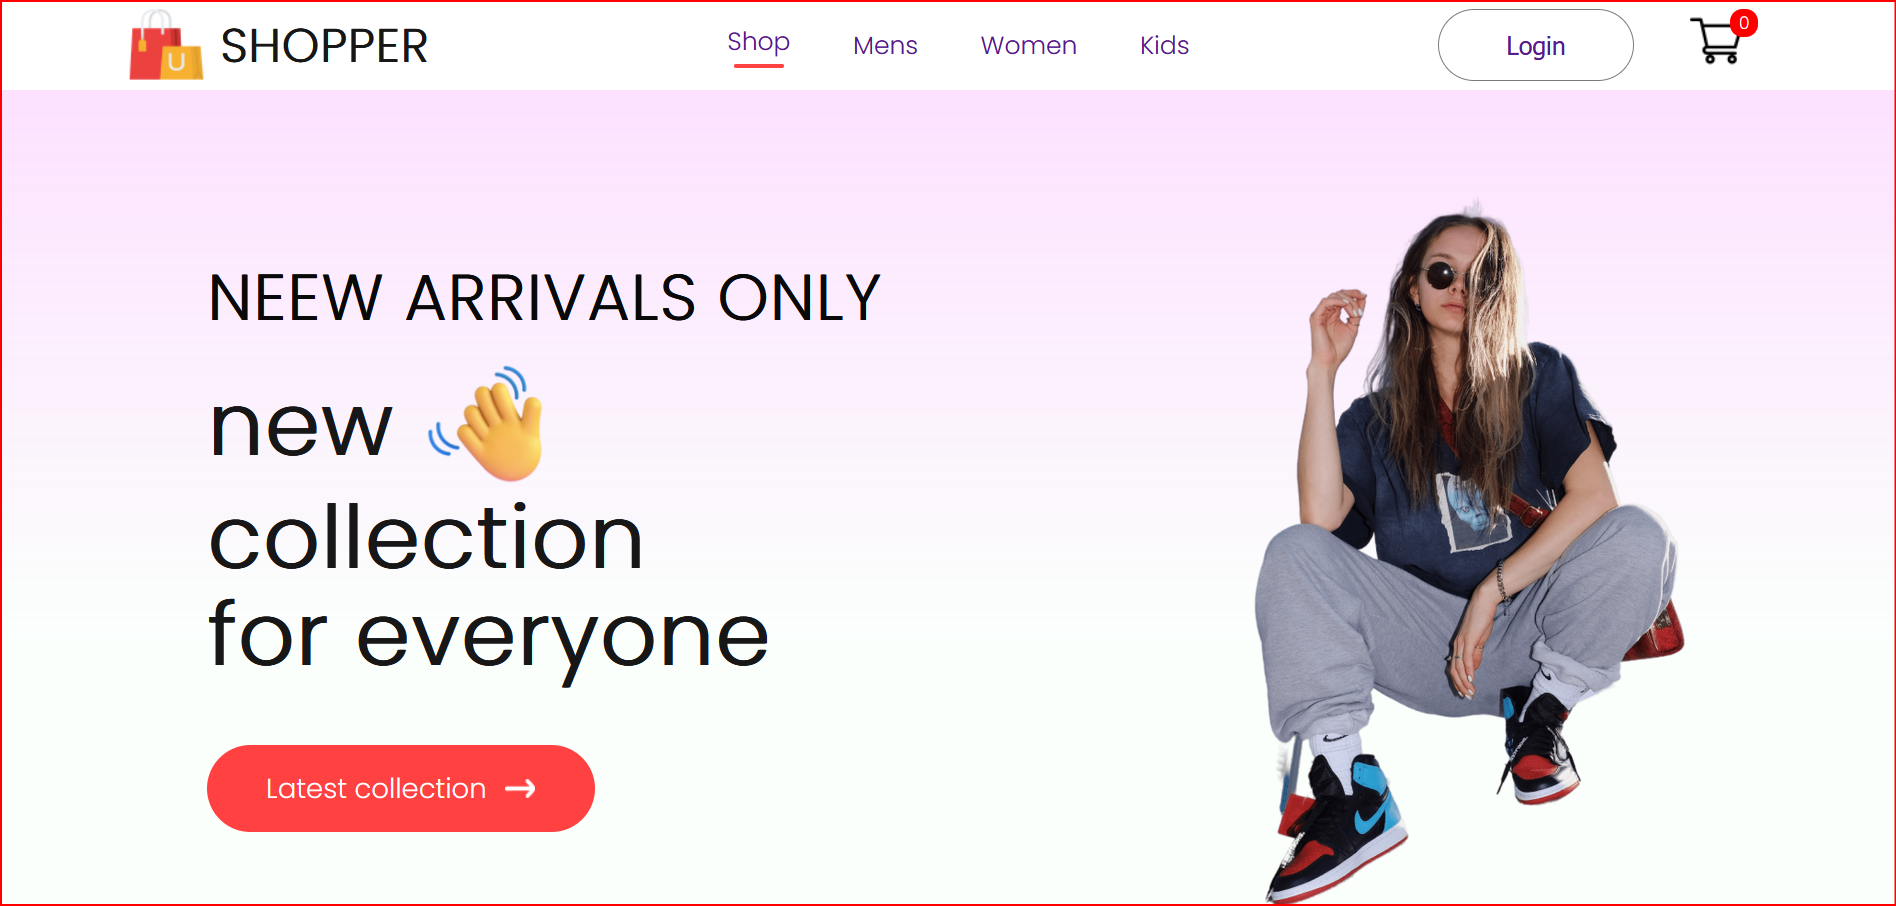 SHOPPER
Shop
Mens
Women
Kids
Login
0
NEEW ARRIVALS ONLY
new
collection
for everyone
Latest collection
U